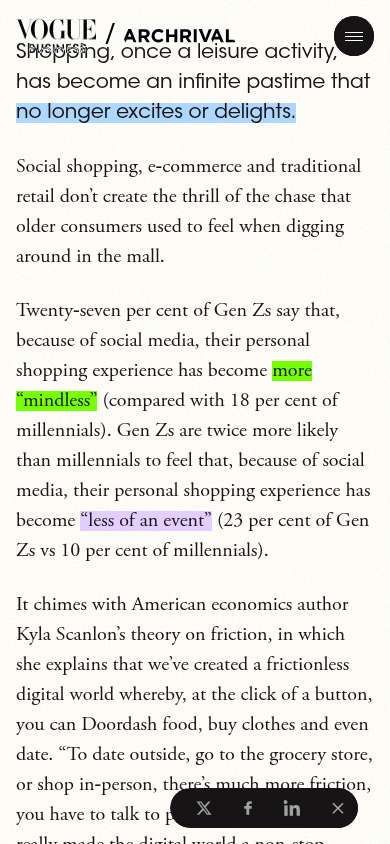 VOGUE / ARCHRIVAL
BUSINESS
Shopping, once a leisure activity,
has become an infinite pastime that
no longer excites or delights.
Social shopping, e-commerce and traditional
retail don’t create the thrill of the chase that
older consumers used to feel when digging
around in the mall.
Twenty-seven per cent of Gen Zs say that,
because of social media, their personal
shopping experience has become more
“mindless” (compared with 18 per cent of
millennials). Gen Zs are twice more likely
than millennials to feel that, because of social
media, their personal shopping experience has
become “less of an event” (23 per cent of Gen
Zs vs 10 per cent of millennials).
It chimes with American economics author
Kyla Scanlon’s theory on friction, in which
she explains that we’ve created a frictionless
digital world whereby, at the click of a button,
you can Doordash food, buy clothes and even
date. “To date outside, go to the grocery store,
or shop in-person, there’s much more friction,
you have to talk to
really made the digital world a non-stop